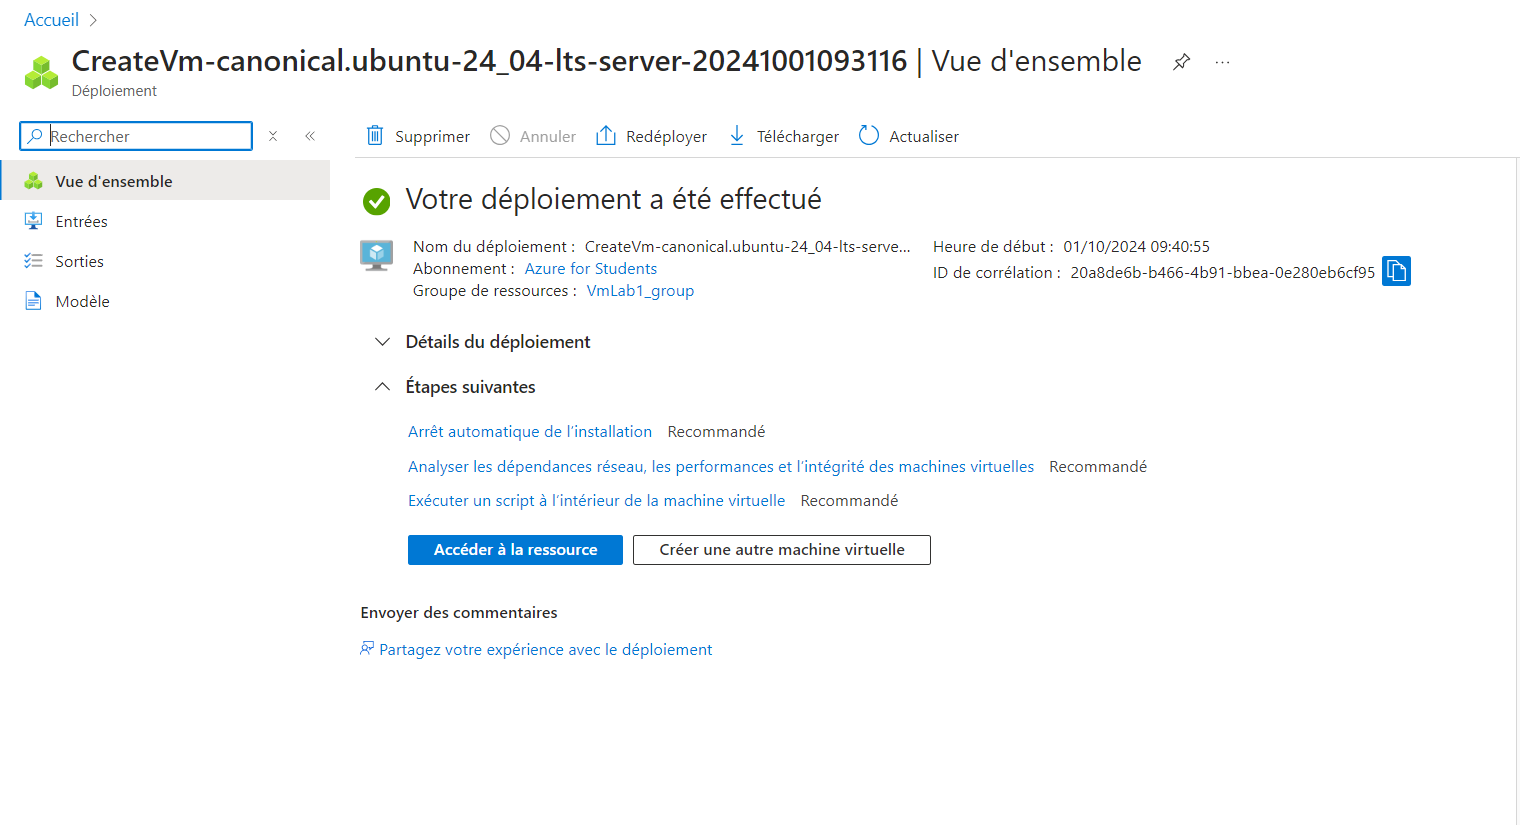 Accueil
CreateVm-canonical.ubuntu-24_04-lts-server-20241001093116 | Vue d'ensemble
Déploiement
Rechercher
Supprimer Annuler Redéployer Télécharger Actualiser
Vue d'ensemble
Entrées
Sorties
Modèle
Votre déploiement a été effectué
Nom du déploiement : CreateVm-canonical.ubuntu-24_04-lts-serve...
Abonnement : Azure for Students
Groupe de ressources : VmLab1_group
Heure de début : 01/10/2024 09:40:55
ID de corrélation : 20a8de6b-b466-4b91-bbea-0e280eb6cf95
Détails du déploiement
Étapes suivantes
Arrêt automatique de l’installation Recommandé
Analyser les dépendances réseau, les performances et l’intégrité des machines virtuelles Recommandé
Exécuter un script à l’intérieur de la machine virtuelle Recommandé
Accéder à la ressource Créer une autre machine virtuelle
Envoyer des commentaires
Partagez votre expérience avec le déploiement